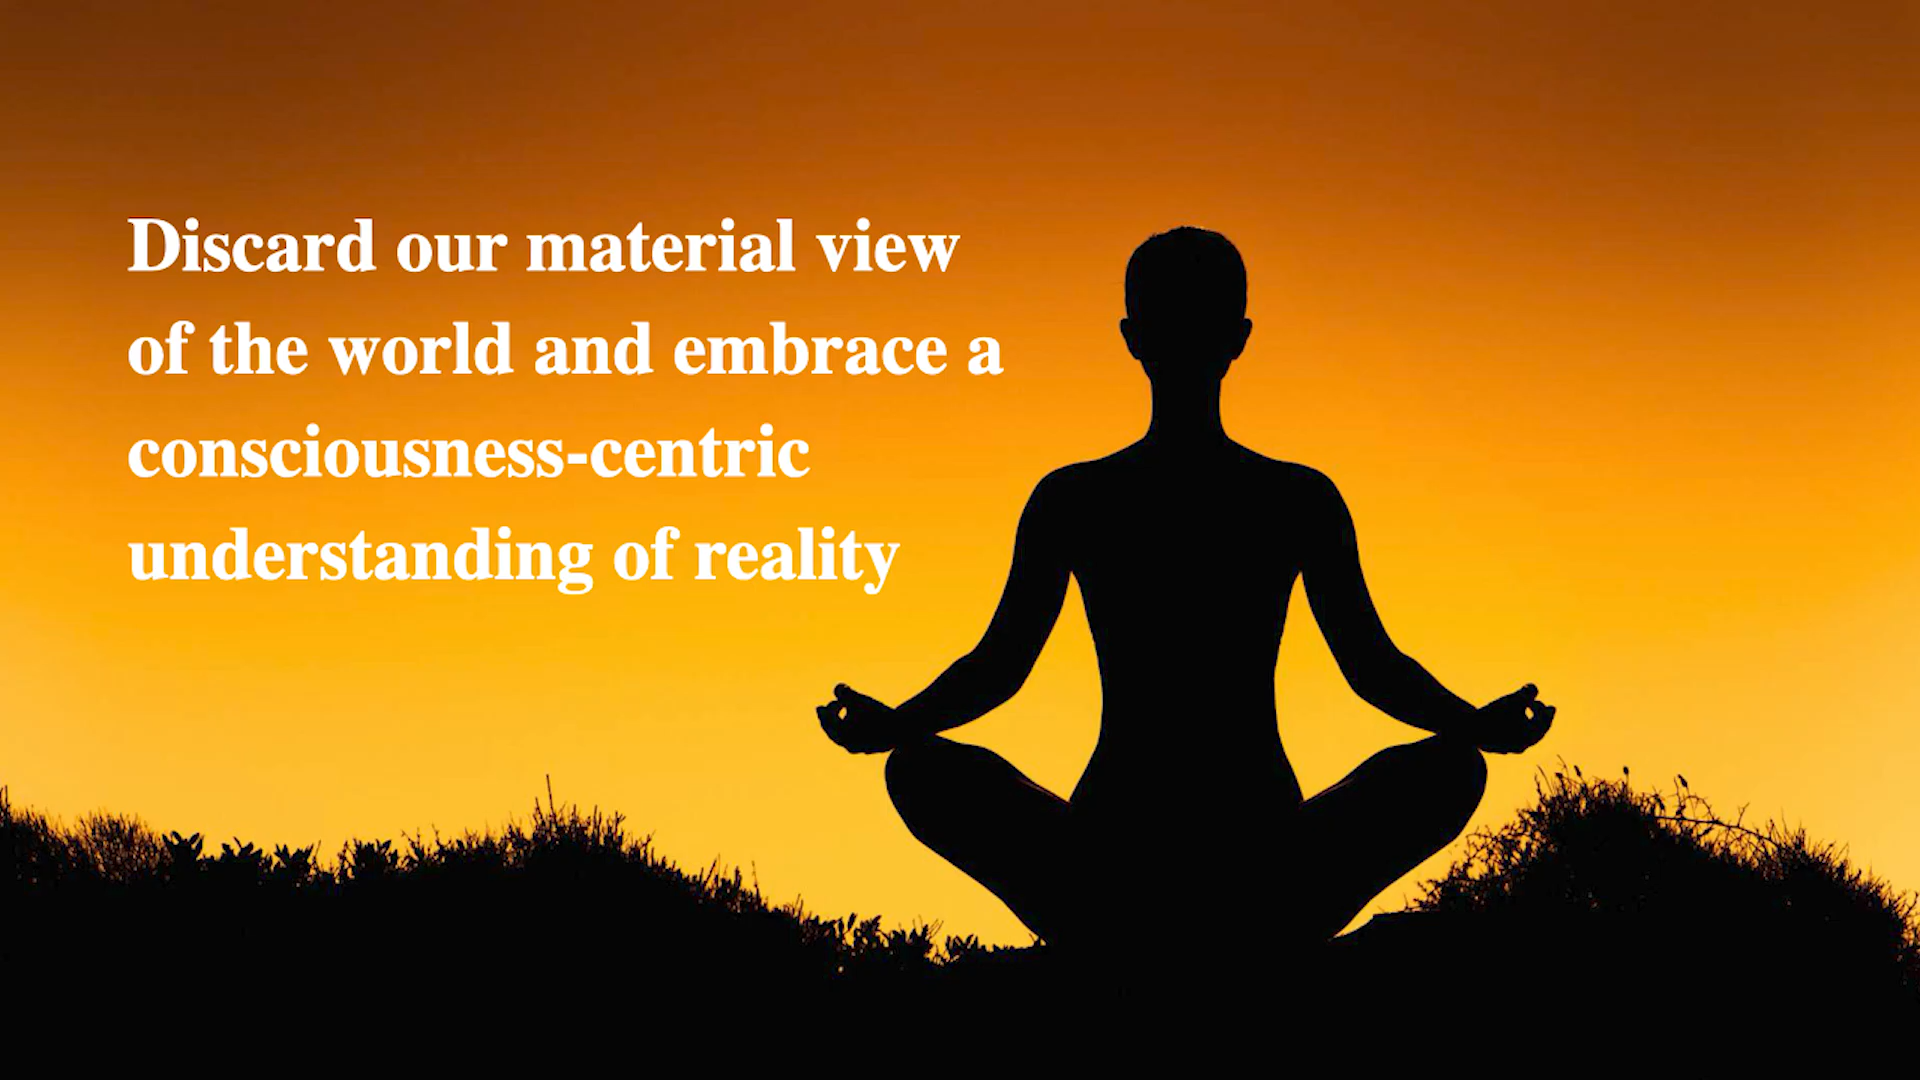 Discard our material view
of the world and embrace a
consciousness-centric
understanding of reality